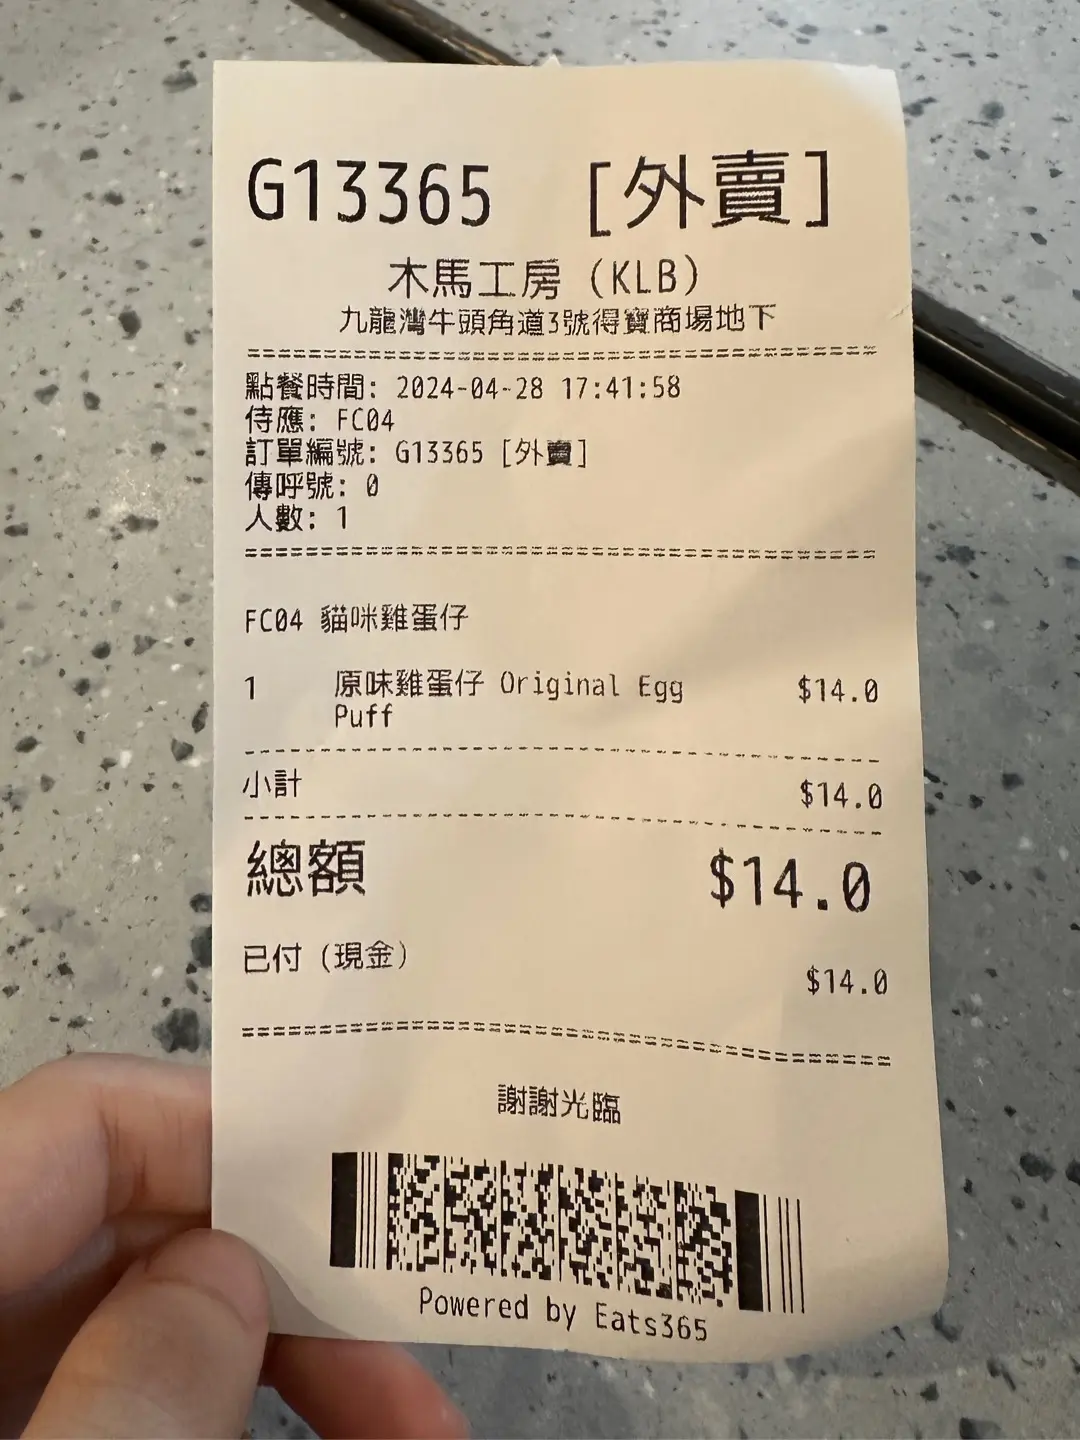 G13365 [外賣]
木馬工房 (KLB)
九龍灣牛頭角道3號得寶商場地下
點餐時間: 2024-04-28 17:41:58
侍應: FC04
訂單編號: G13365 [外賣]
傳呼號: 0
人數: 1
FC04 貓咪雞蛋仔
1 原味雞蛋仔 Original Egg $14.0
Puff
小計 $14.0
總額 $14.0
已付 (現金) $14.0
謝謝光臨
Powered by Eats365